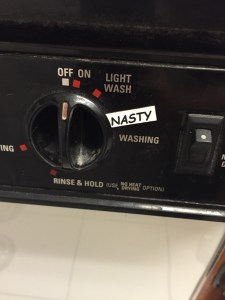 OFF ON LIGHT
WASH
NASTY
WASHING
ING
RINSE & HOLD (USE NO HEAT DRYING OPTION)